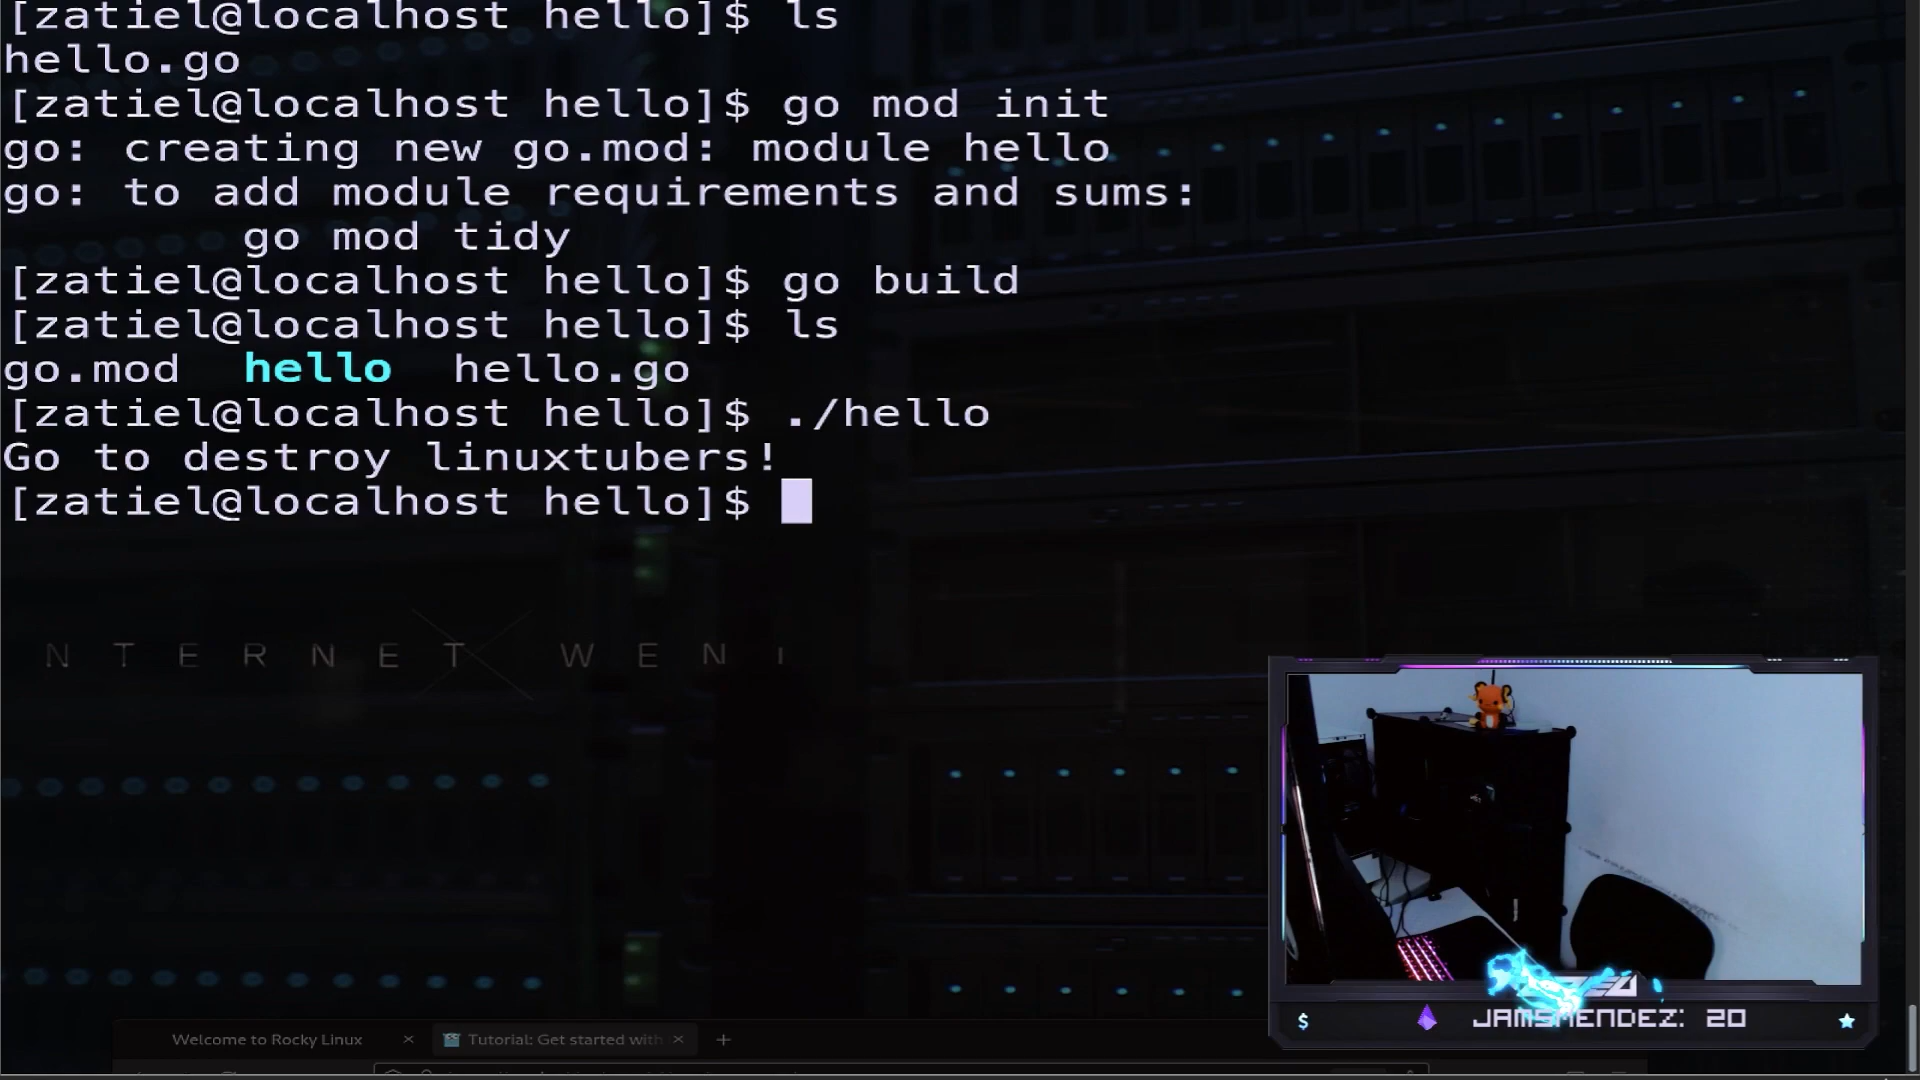 [zatiel@localhost hello]$ ls
hello.go
[zatiel@localhost hello]$ go mod init
go: creating new go.mod: module hello
go: to add module requirements and sums:
        go mod tidy
[zatiel@localhost hello]$ go build
[zatiel@localhost hello]$ ls
go.mod  hello  hello.go
[zatiel@localhost hello]$ ./hello
Go to destroy linuxtubers!
[zatiel@localhost hello]$
NTERNET WEN
$ JAMSMENDEZ: 20
Welcome to Rocky Linux × Tutorial: Get started with × +